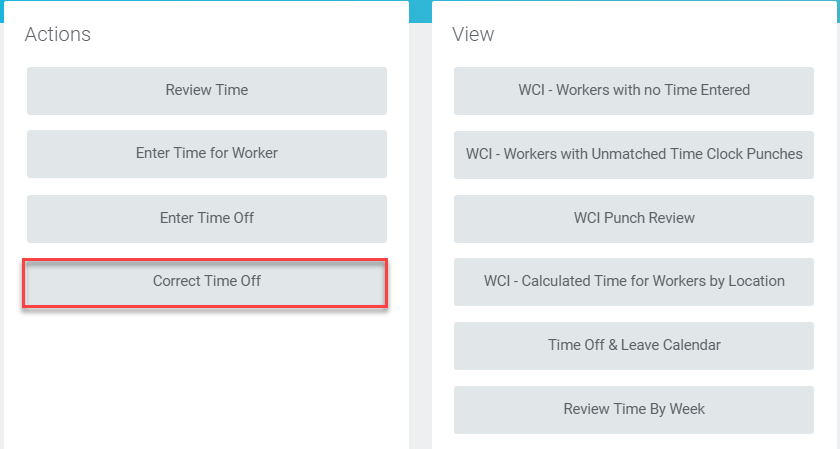 Actions
Review Time
Enter Time for Worker
Enter Time Off
Correct Time Off
View
WCI - Workers with no Time Entered
WCI - Workers with Unmatched Time Clock Punches
WCI Punch Review
WCI - Calculated Time for Workers by Location
Time Off & Leave Calendar
Review Time By Week